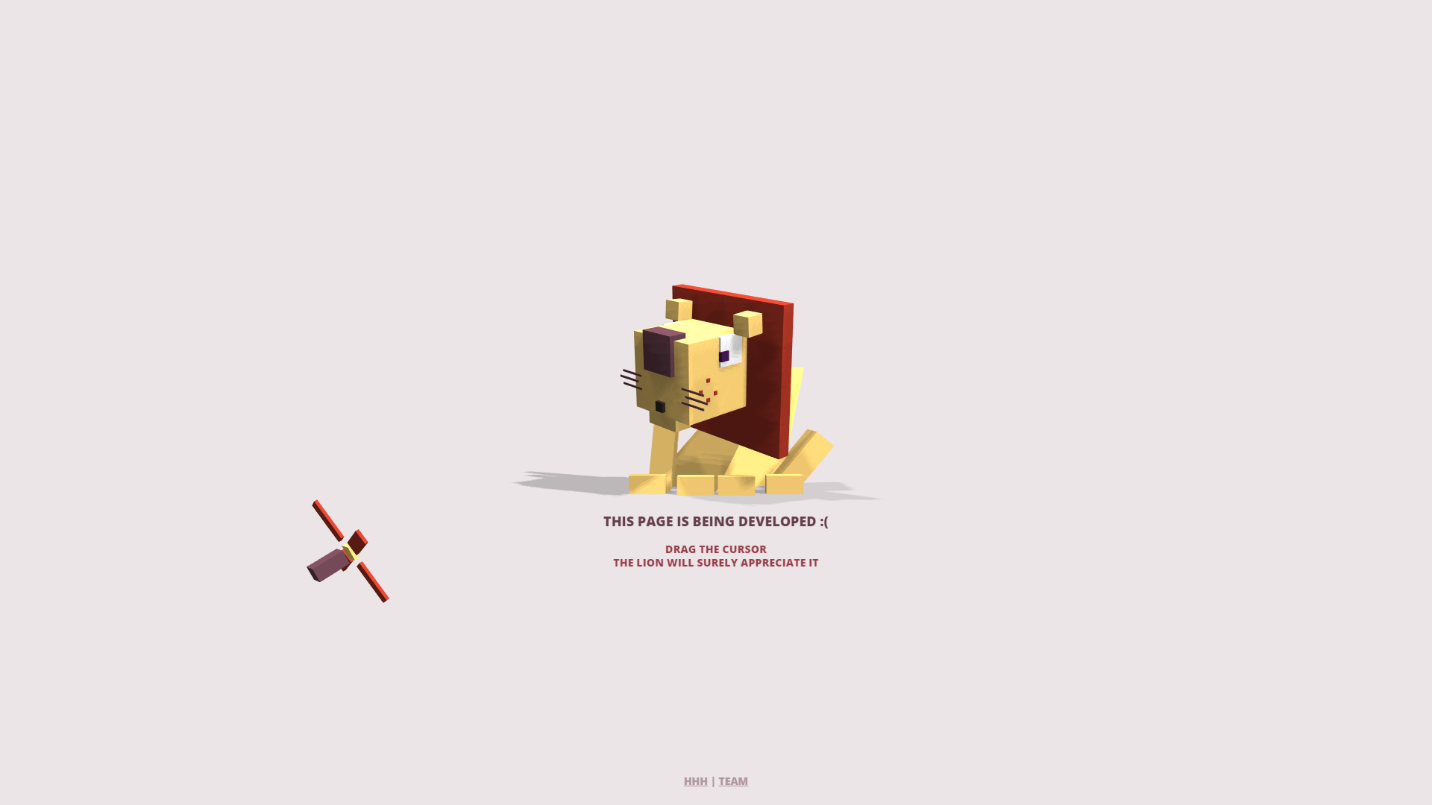 THIS PAGE IS BEING DEVELOPED :(
DRAG THE CURSOR
THE LION WILL SURELY APPRECIATE IT
HHH | TEAM